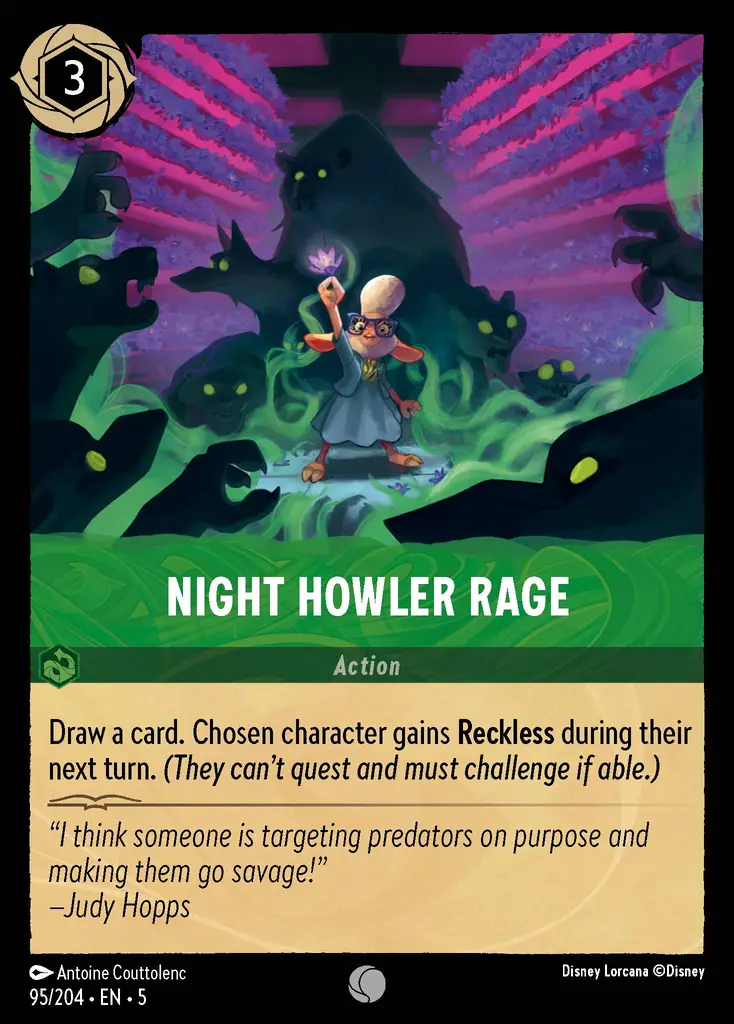 3
NIGHT HOWLER RAGE
Action
Draw a card. Chosen character gains Reckless during their
next turn. (They can't quest and must challenge if able.)
“I think someone is targeting predators on purpose and
making them go savage!”
–Judy Hopps
Antoine Couttolenc
Disney Lorcana ©Disney
95/204 • EN • 5